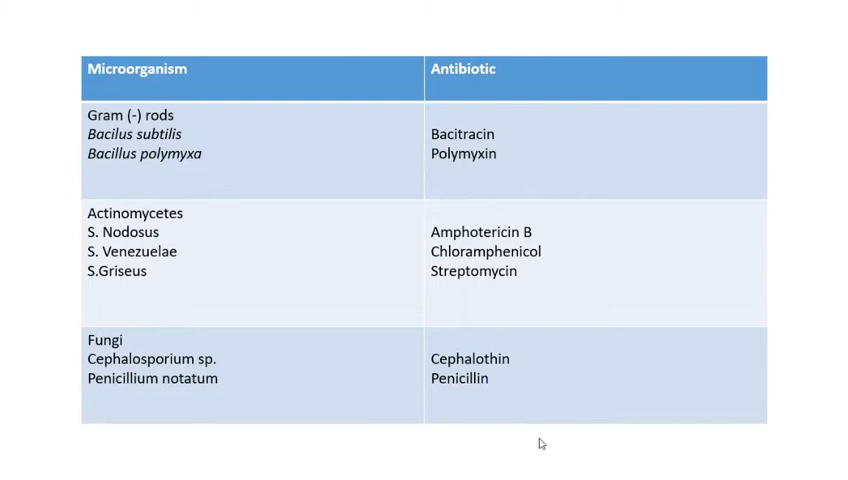 Microorganism
Antibiotic
Gram (-) rods
Bacilus subtilis
Bacillus polymyxa
Bacitracin
Polymyxin
Actinomycetes
S. Nodosus
S. Venezuelae
S.Griseus
Amphotericin B
Chloramphenicol
Streptomycin
Fungi
Cephalosporium sp.
Penicillium notatum
Cephalothin
Penicillin